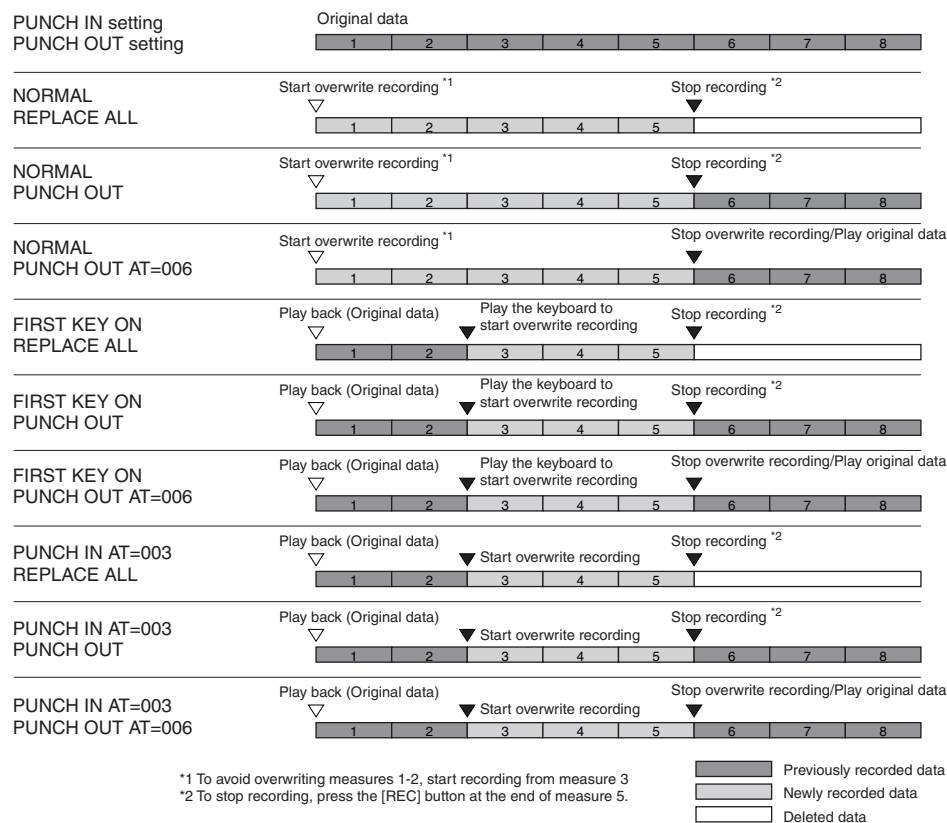 PUNCH IN setting
PUNCH OUT setting
Original data
1 2 3 4 5 6 7 8
NORMAL
REPLACE ALL
Start overwrite recording *1
Stop recording *2
1 2 3 4 5
NORMAL
PUNCH OUT
Start overwrite recording *1
Stop recording *2
1 2 3 4 5 6 7 8
NORMAL
PUNCH OUT AT=006
Start overwrite recording *1
Stop overwrite recording/Play original data
1 2 3 4 5 6 7 8
FIRST KEY ON
REPLACE ALL
Play back (Original data)
Play the keyboard to
start overwrite recording
Stop recording *2
1 2 3 4 5
FIRST KEY ON
PUNCH OUT
Play back (Original data)
Play the keyboard to
start overwrite recording
Stop recording *2
1 2 3 4 5 6 7 8
FIRST KEY ON
PUNCH OUT AT=006
Play back (Original data)
Play the keyboard to
start overwrite recording
Stop overwrite recording/Play original data
1 2 3 4 5 6 7 8
PUNCH IN AT=003
REPLACE ALL
Play back (Original data)
Start overwrite recording
Stop recording *2
1 2 3 4 5
PUNCH IN AT=003
PUNCH OUT
Play back (Original data)
Start overwrite recording
Stop recording *2
1 2 3 4 5 6 7 8
PUNCH IN AT=003
PUNCH OUT AT=006
Play back (Original data)
Start overwrite recording
Stop overwrite recording/Play original data
1 2 3 4 5 6 7 8
*1 To avoid overwriting measures 1-2, start recording from measure 3
*2 To stop recording, press the [REC] button at the end of measure 5.
Previously recorded data
Newly recorded data
Deleted data